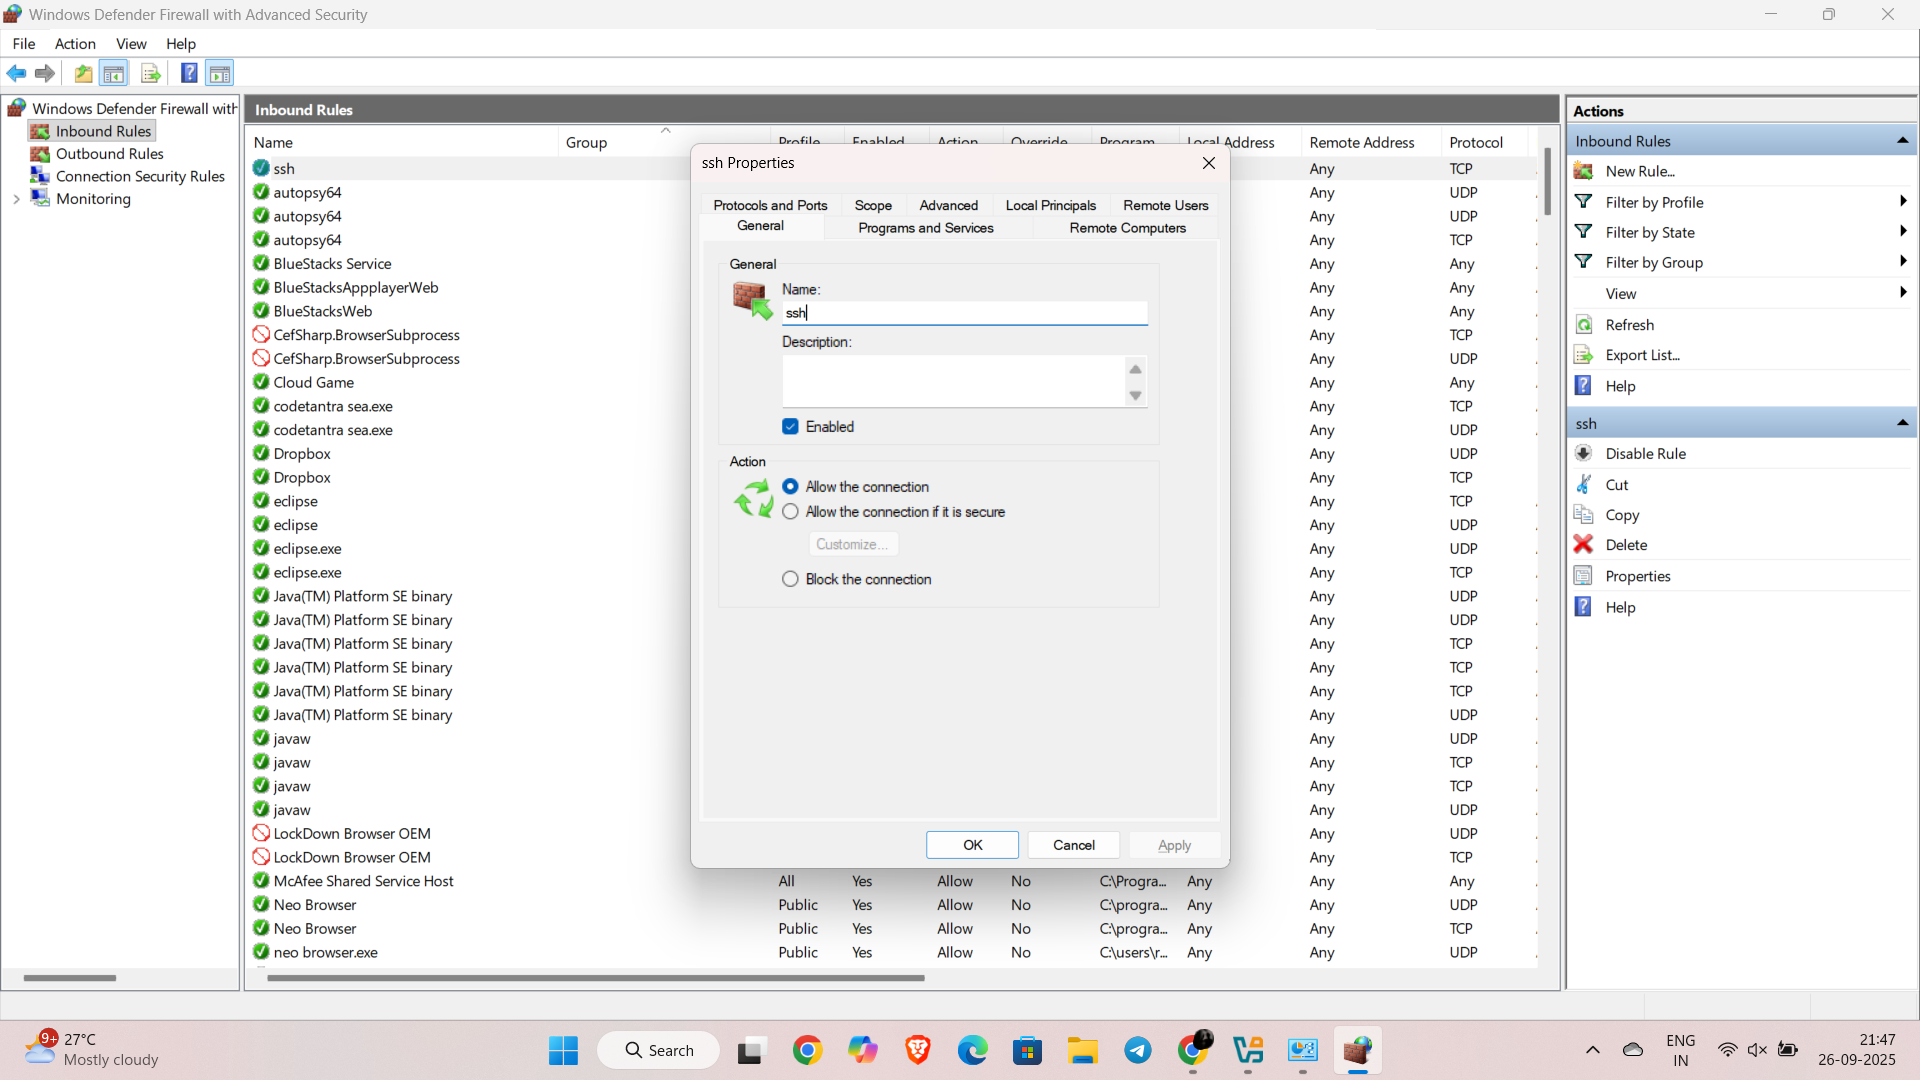 Windows Defender Firewall with Advanced Security
File Action View Help
Windows Defender Firewall with
Inbound Rules
Outbound Rules
Connection Security Rules
Monitoring
Inbound Rules
Name Group Profile Enabled Action Override Program Local Address Remote Address Protocol
ssh Any TCP
autopsy64 Any UDP
autopsy64 Any UDP
autopsy64 Any TCP
BlueStacks Service Any Any
BlueStacksAppplayerWeb Any Any
BlueStacksWeb Any Any
CefSharp.BrowserSubprocess Any TCP
CefSharp.BrowserSubprocess Any UDP
Cloud Game Any Any
codetantra sea.exe Any TCP
codetantra sea.exe Any UDP
Dropbox Any UDP
Dropbox Any TCP
eclipse Any TCP
eclipse Any UDP
eclipse.exe Any UDP
eclipse.exe Any TCP
Java(TM) Platform SE binary Any UDP
Java(TM) Platform SE binary Any UDP
Java(TM) Platform SE binary Any TCP
Java(TM) Platform SE binary Any TCP
Java(TM) Platform SE binary Any TCP
Java(TM) Platform SE binary Any UDP
javaw Any UDP
javaw Any TCP
javaw Any TCP
javaw Any UDP
LockDown Browser OEM Any UDP
LockDown Browser OEM Any TCP
McAfee Shared Service Host All Yes Allow No C:\Progra... Any Any Any
Neo Browser Public Yes Allow No C:\progra... Any Any UDP
Neo Browser Public Yes Allow No C:\progra... Any Any TCP
neo browser.exe Public Yes Allow No C:\users\r... Any Any UDP
ssh Properties
Protocols and Ports Scope Advanced Local Principals Remote Users
General Programs and Services Remote Computers
General
Name:
ssh
Description:
Enabled
Action
Allow the connection
Allow the connection if it is secure
Customize...
Block the connection
OK Cancel Apply
Actions
Inbound Rules
New Rule...
Filter by Profile
Filter by State
Filter by Group
View
Refresh
Export List...
Help
ssh
Disable Rule
Cut
Copy
Delete
Properties
Help
9+
27°C
Mostly cloudy
Search
ENG
IN
21:47
26-09-2025